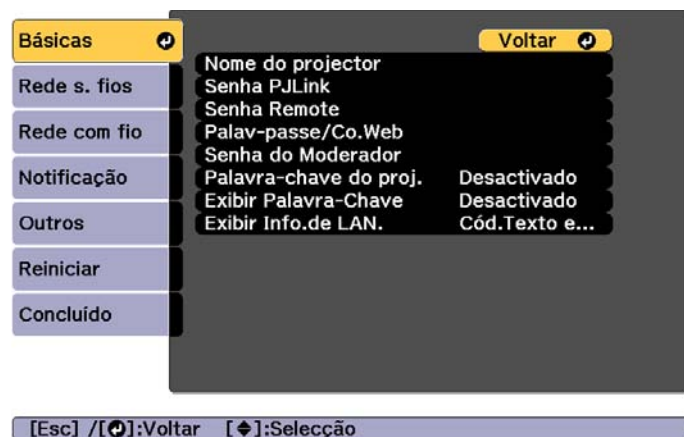 Básicas
Voltar
Nome do projector
Rede s. fios
Senha PJLink
Senha Remote
Rede com fio
Palav-passe/Co.Web
Senha do Moderador
Notificação
Palavra-chave do proj. Desactivado
Exibir Palavra-Chave Desactivado
Outros
Exibir Info.de LAN. Cód.Texto e...
Reiniciar
Concluído
[Esc] /[]:Voltar []:Selecção